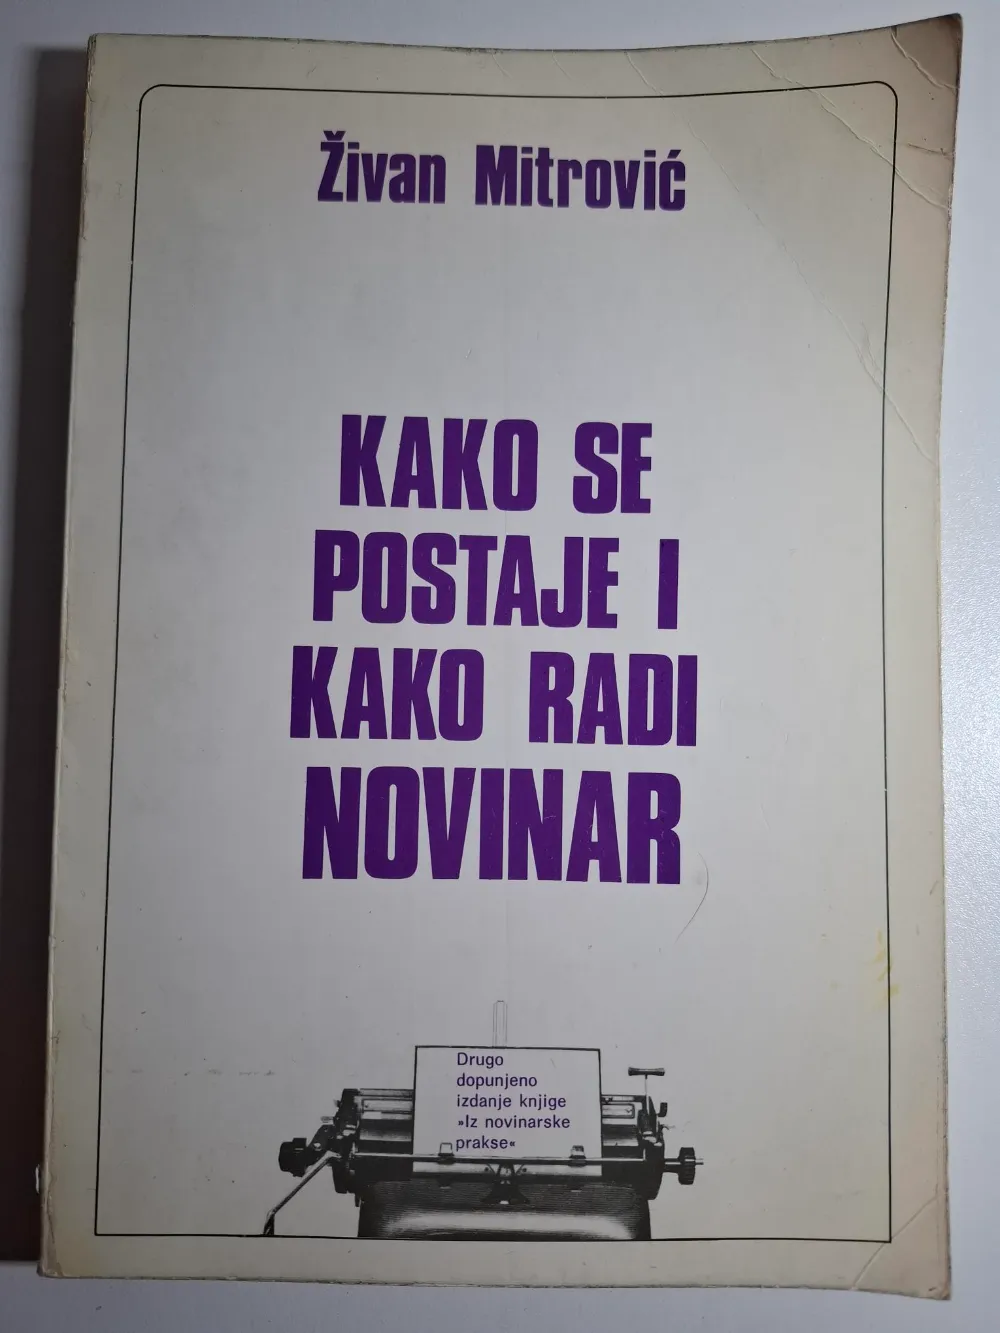 Živan Mitrović
KAKO SE
POSTAJE I
KAKO RADI
NOVINAR
Drugo
dopunjeno
izdanje knjige
»Iz novinarske
prakse«